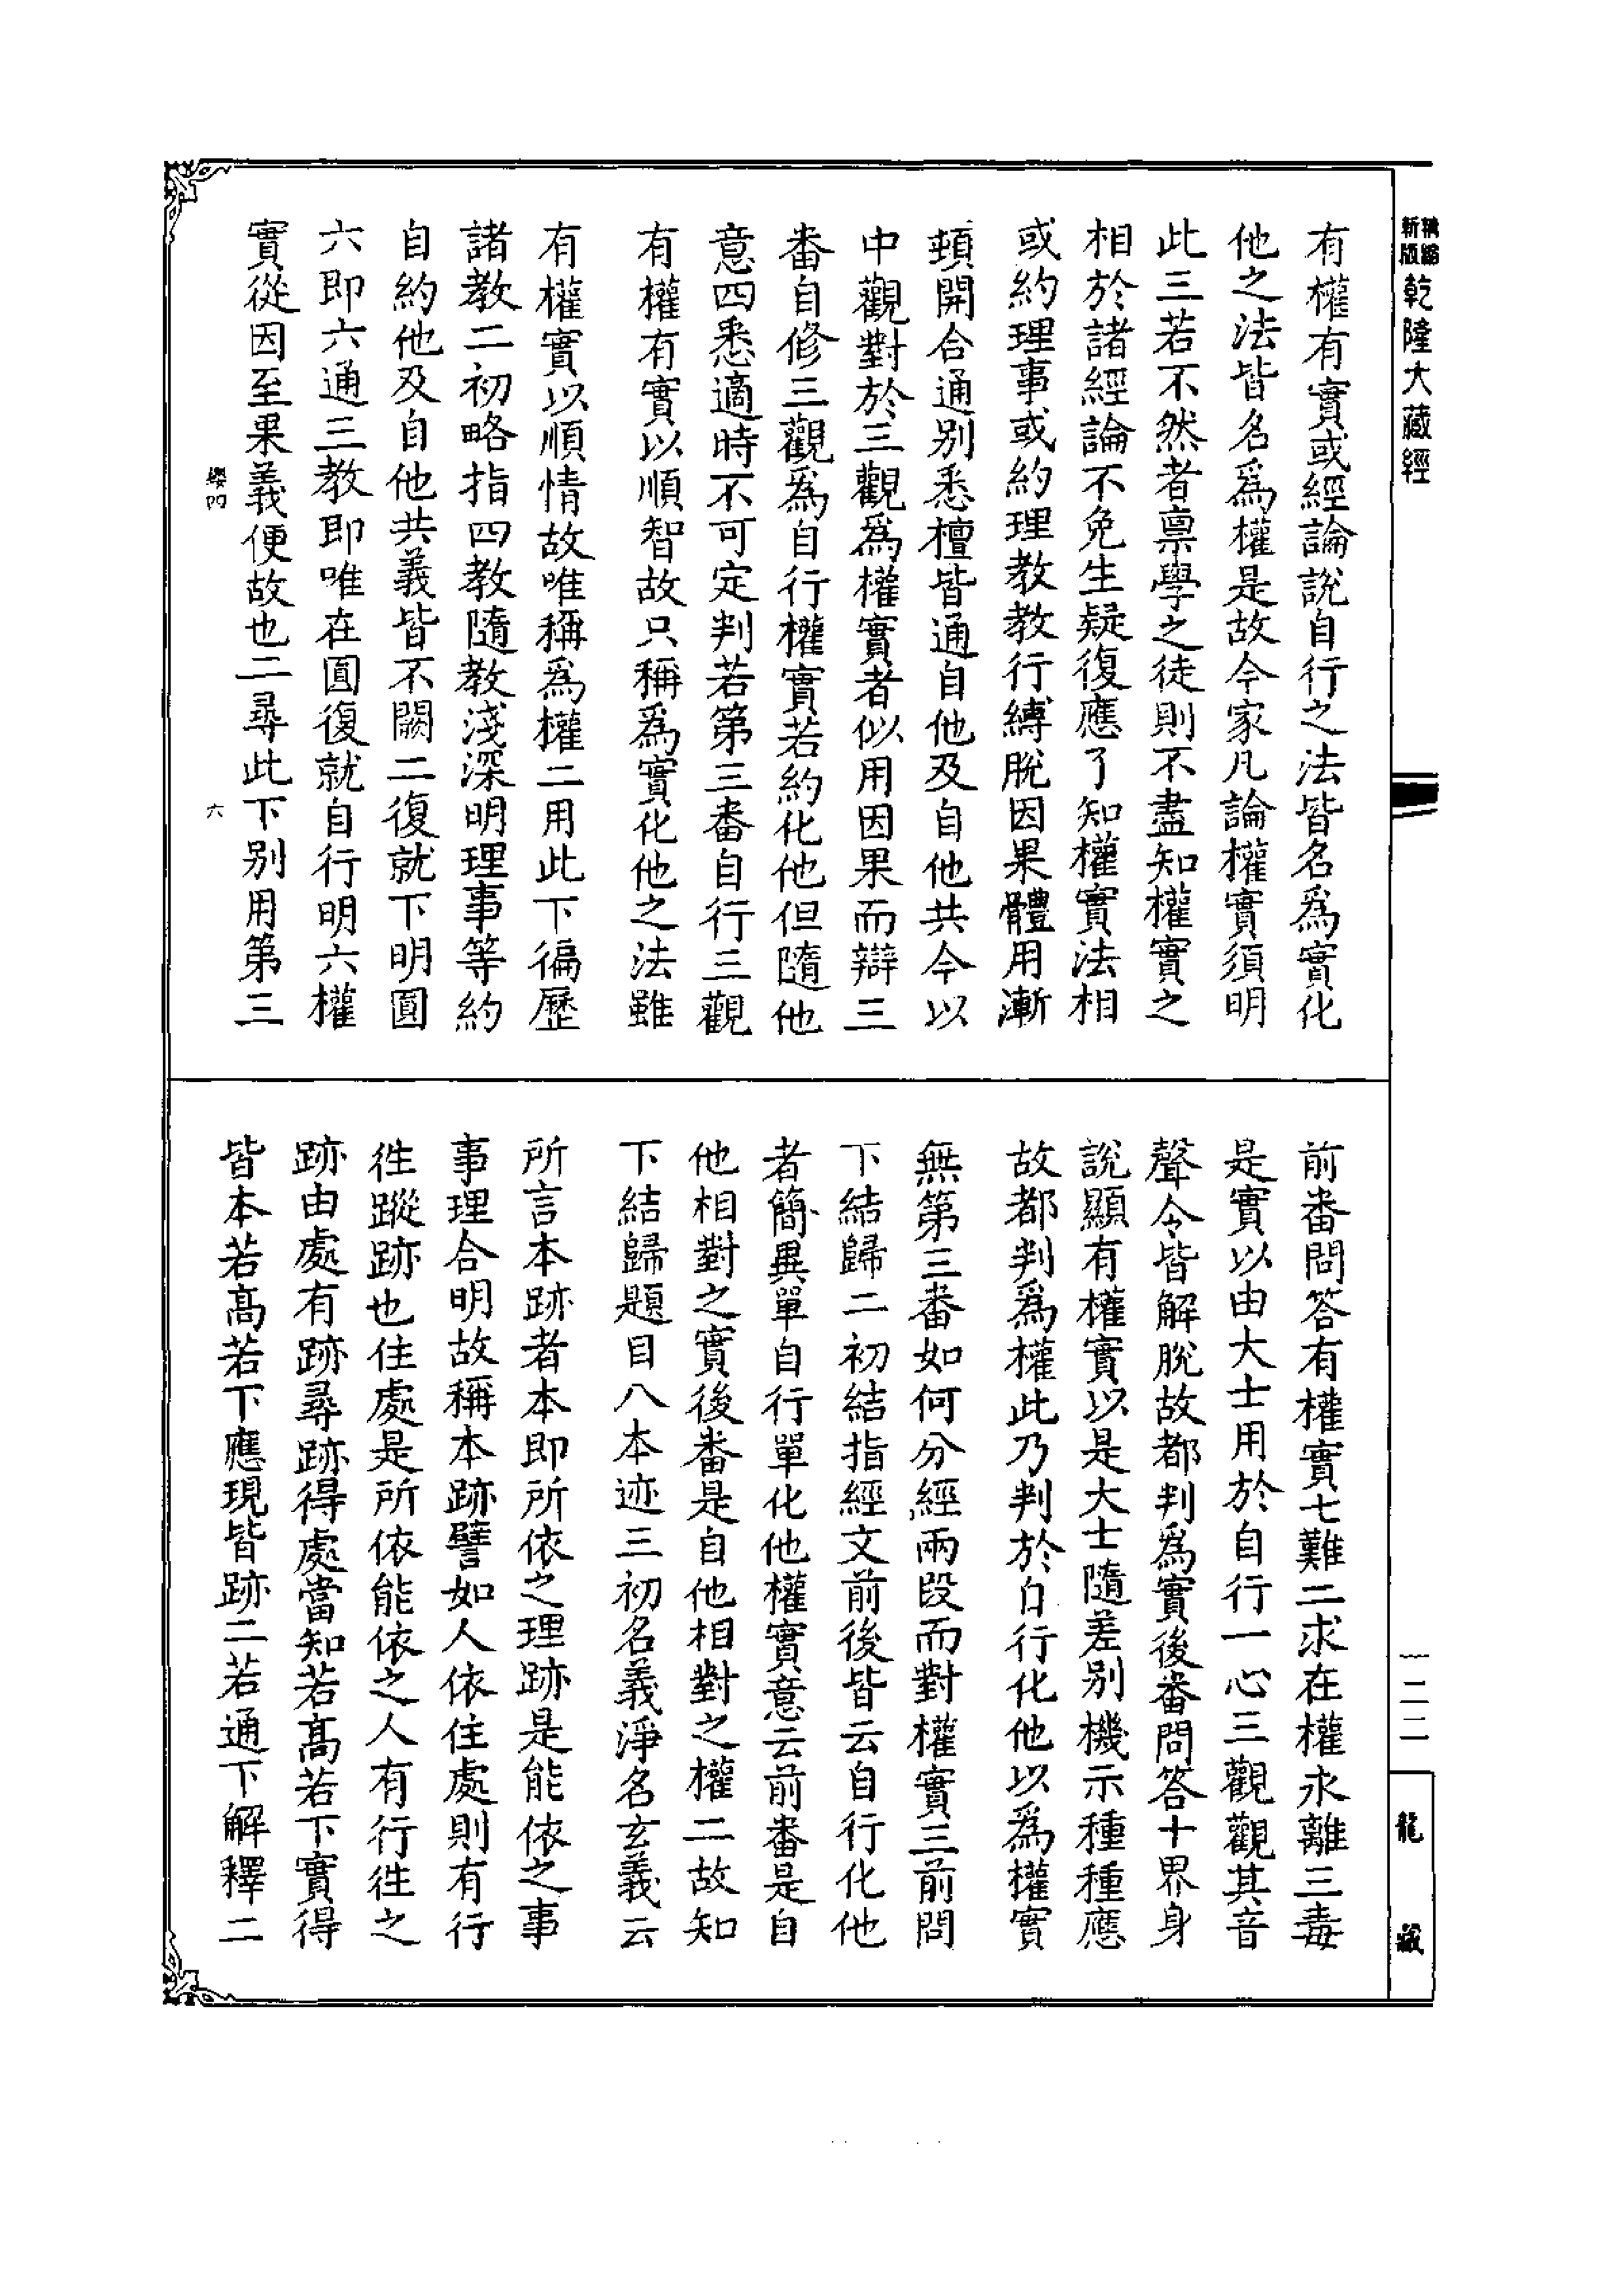 精縮新版乾隆大藏經
有權有實或經論說自行之法皆名爲實化
他之法皆名爲權是故今家凡論權實須明
此三若不然者禀學之徒則不盡知權實之
相於諸經論不免生疑復應了知權實法相
或約理事或約理教教行縛脫因果體用漸
頓開合通別悉檀皆通自他及自他共今以
中觀對於三觀爲權實者似用因果而辯三
番自修三觀爲自行權實若約化他但隨他
意四悉適時不可定判若第三番自行三觀
有權有實以順智故只稱爲實化他之法雖
有權實以順情故唯稱爲權二用此下徧歷
諸教二初略指四教隨教淺深明理事等約
自約他及自他共義皆不闕二復就下明圓
六即六通三教即唯在圓復就自行明六權
實從因至果義便故也二尋此下别用第三
六
前番問答有權實七難二求在權永離三毒
是實以由大士用於自行一心三觀觀其音
聲令皆解脫故都判爲實後番問答十界身
說顯有權實以是大士隨差別機示種種應
故都判爲權此乃判於自行化他以爲權實
無第三番如何分經兩段而對權實三前問
下結歸二初結指經文前後皆云自行化他
者簡異單自行單化他權實意云前番是自
他相對之實後番是自他相對之權二故知
下結歸題目八本迹三初名義淨名玄義云
所言本跡者本即所依之理跡是能依之事
事理合明故稱本跡譬如人依住處則有行
徃蹤跡也住處是所依能依之人有行徃之
跡由處有跡尋跡得處當知若高若下實得
皆本若高若下應現皆跡二若通下解釋二
一二二
龍藏